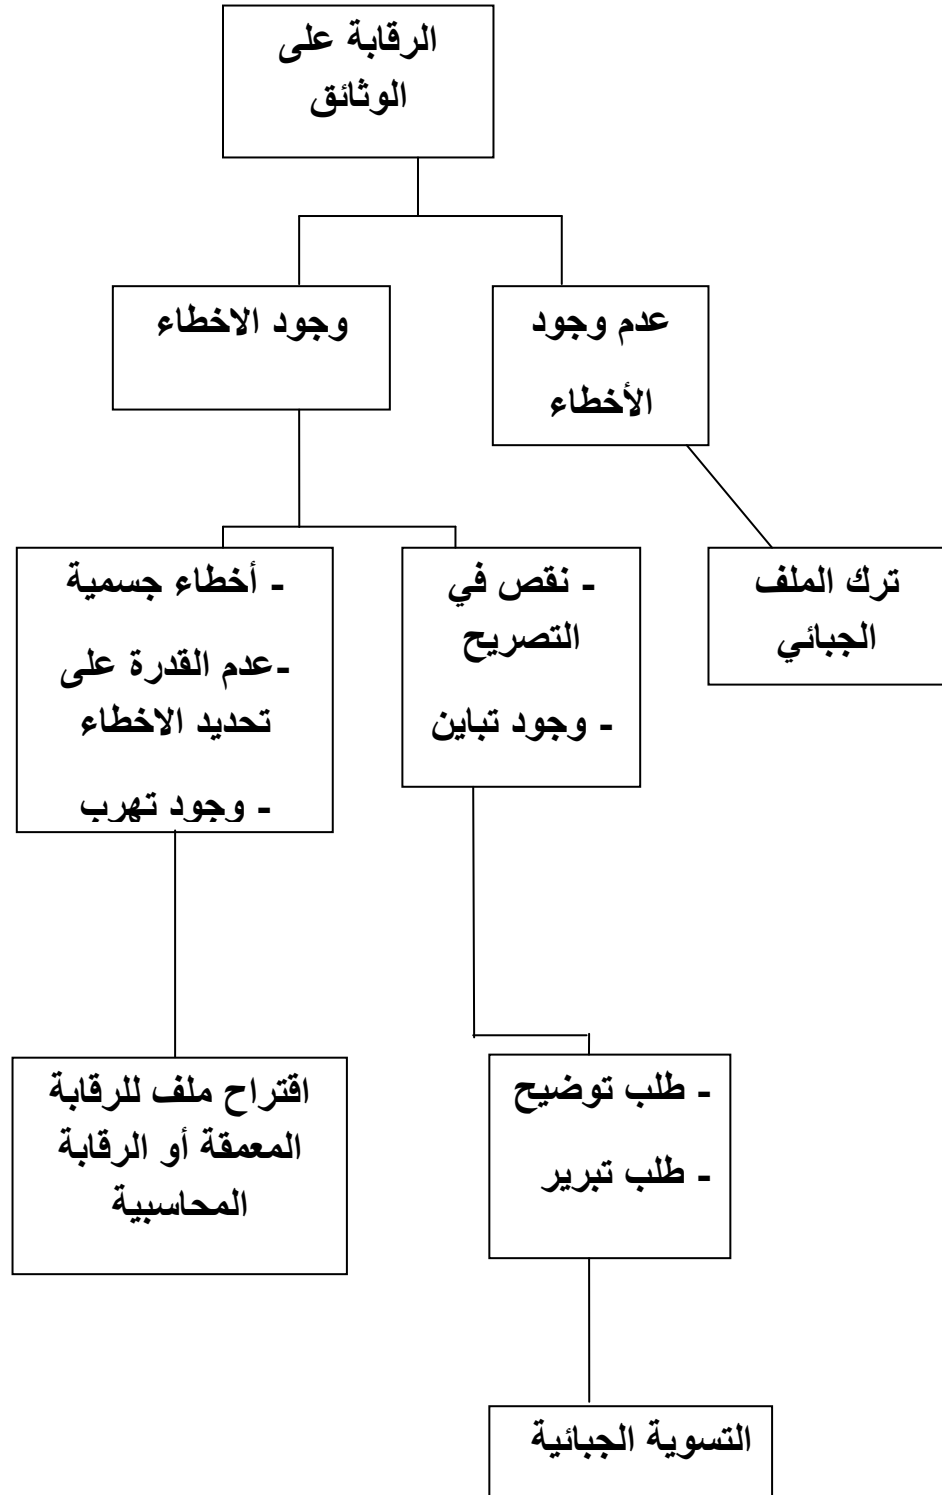 الرقابة على
الوثائق
عدم وجود
الأخطاء
وجود الاخطاء
ترك الملف
الجبائي
- نقص في
التصريح
- وجود تباين
- أخطاء جسمية
-عدم القدرة على
تحديد الاخطاء
- وجود تهرب
- طلب توضيح
- طلب تبرير
اقتراح ملف للرقابة
المعمقة أو الرقابة
المحاسبية
التسوية الجبائية